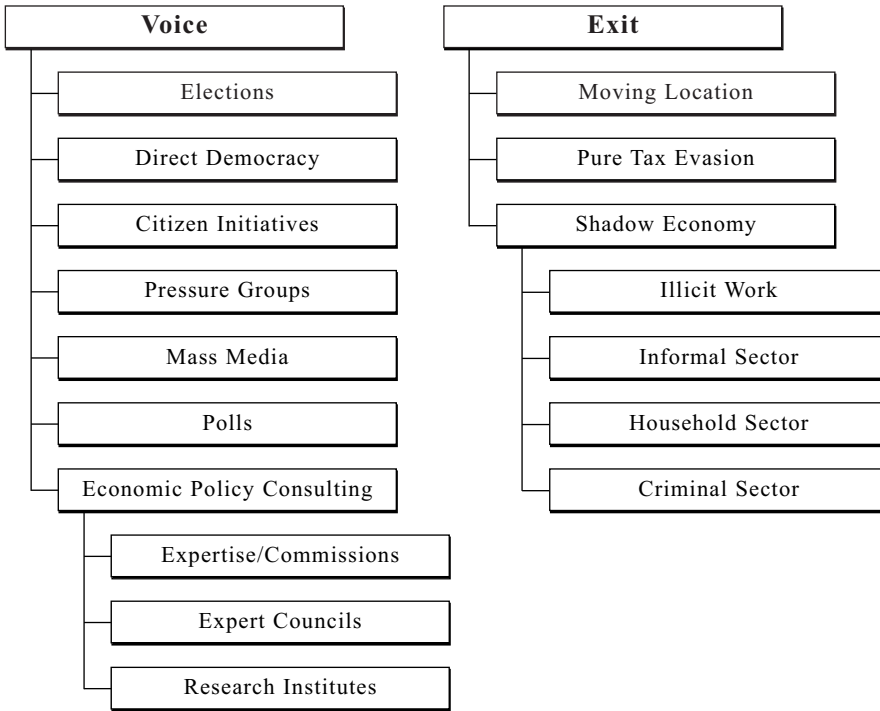 Voice
Elections
Direct Democracy
Citizen Initiatives
Pressure Groups
Mass Media
Polls
Economic Policy Consulting
Expertise/Commissions
Expert Councils
Research Institutes
Exit
Moving Location
Pure Tax Evasion
Shadow Economy
Illicit Work
Informal Sector
Household Sector
Criminal Sector